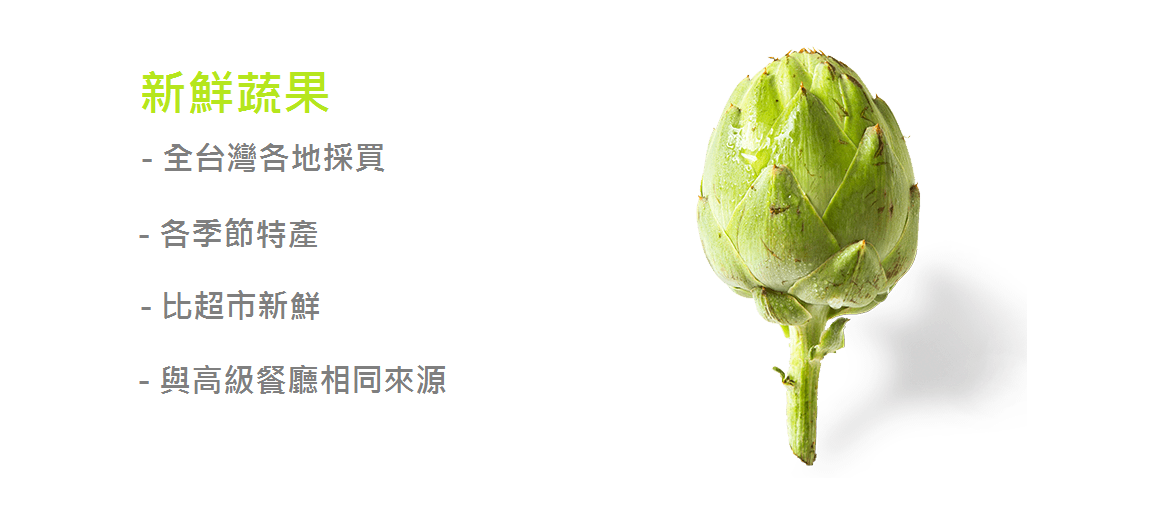 新鮮蔬果
- 全台灣各地採買
- 各季節特產
- 比超市新鮮
- 與高級餐廳相同來源